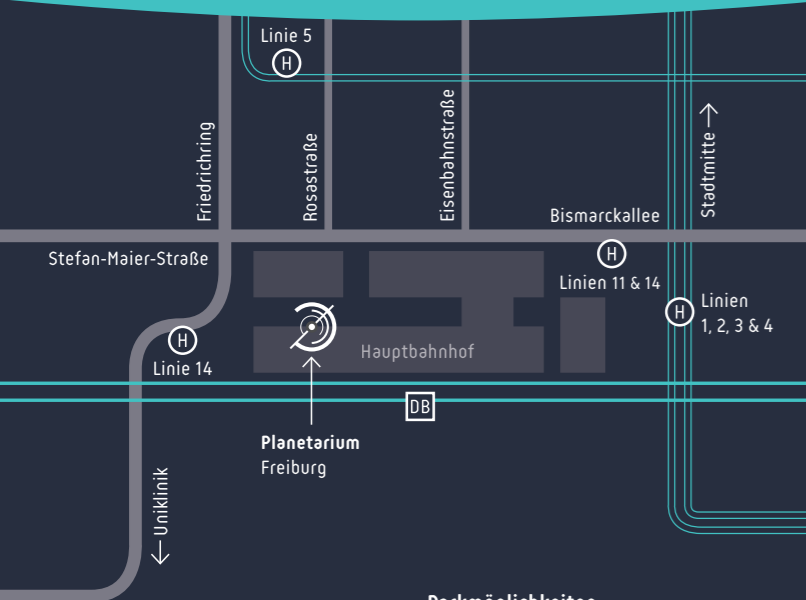 Linie 5
H
Friedrichring
Rosastraße
Eisenbahnstraße
Stadtmitte
Bismarckallee
Stefan-Maier-Straße
H
Linien 11 & 14
H
Linien
1, 2, 3 & 4
H
Linie 14
Hauptbahnhof
DB
Planetarium
Freiburg
Uniklinik